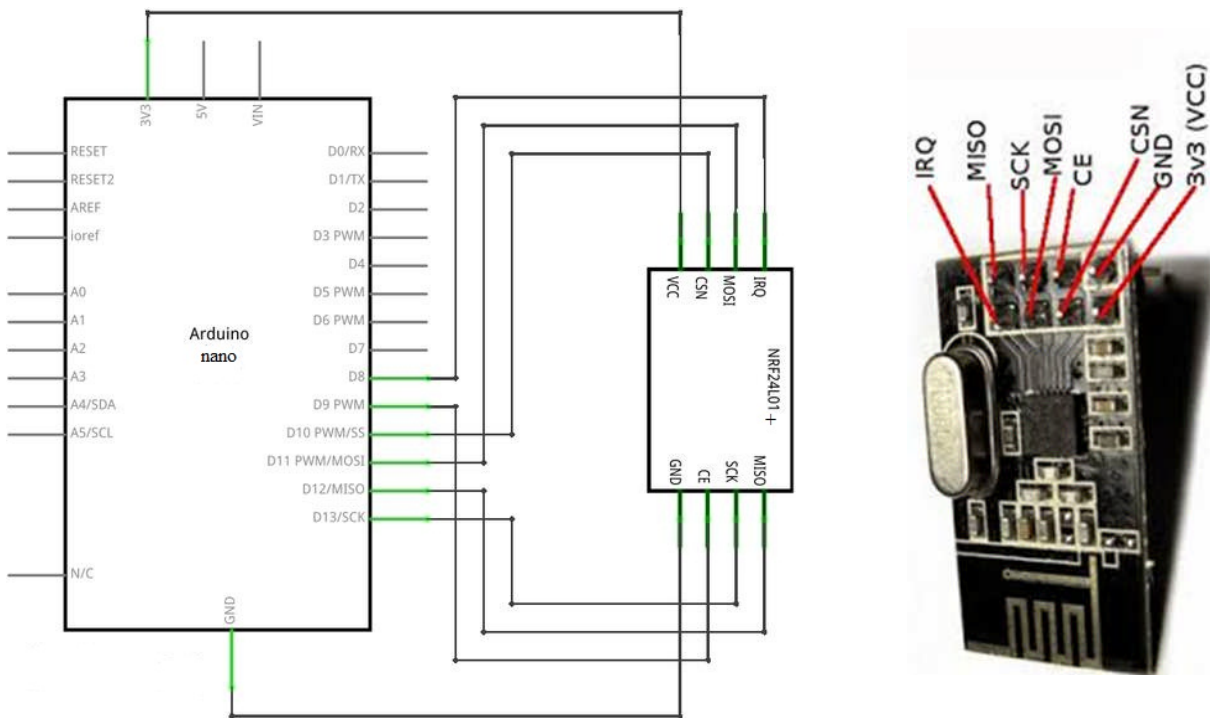 3V3
5V
VIN
RESET
RESET2
AREF
ioref
A0
A1
A2
A3
A4/SDA
A5/SCL
N/C
Arduino
nano
D0/RX
D1/TX
D2
D3 PWM
D4
D5 PWM
D6 PWM
D7
D8
D9 PWM
D10 PWM/SS
D11 PWM/MOSI
D12/MISO
D13/SCK
GND
VCC
CSN
MOSI
IRQ
NRF24L01+
GND
CE
SCK
MISO
IRQ
MISO
SCK
MOSI
CE
CSN
GND
3v3 (VCC)